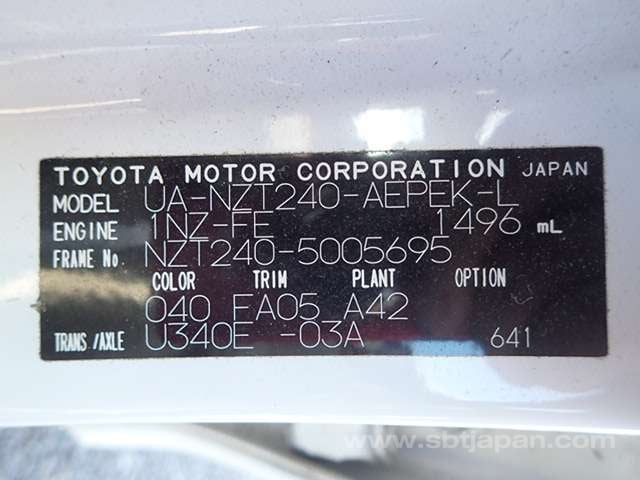 TOYOTA MOTOR CORPORATION JAPAN
MODEL UA-NZT240-AEPEK-L
ENGINE 1NZ-FE 1496 mL
FRAME No. NZT240-5005695
COLOR TRIM PLANT OPTION
040 FA05 A42
TRANS/AXLE U340E -03A 641
www.sbtjapan.com